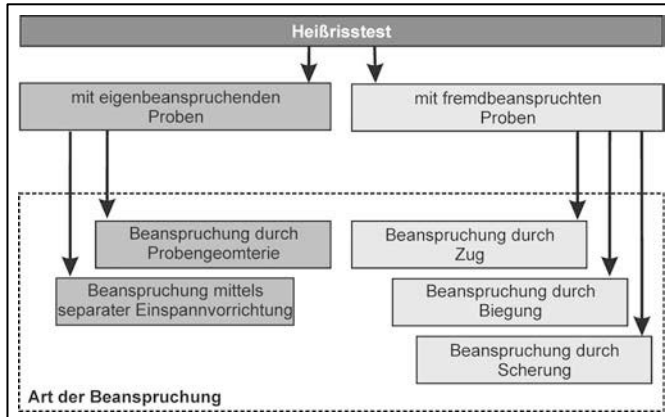 Heißrisstest
mit eigenbeanspruchenden
Proben
mit fremdbeanspruchten
Proben
Beanspruchung durch
Probengeomterie
Beanspruchung mittels
separater Einspannvorrichtung
Beanspruchung durch
Zug
Beanspruchung durch
Biegung
Beanspruchung durch
Scherung
Art der Beanspruchung